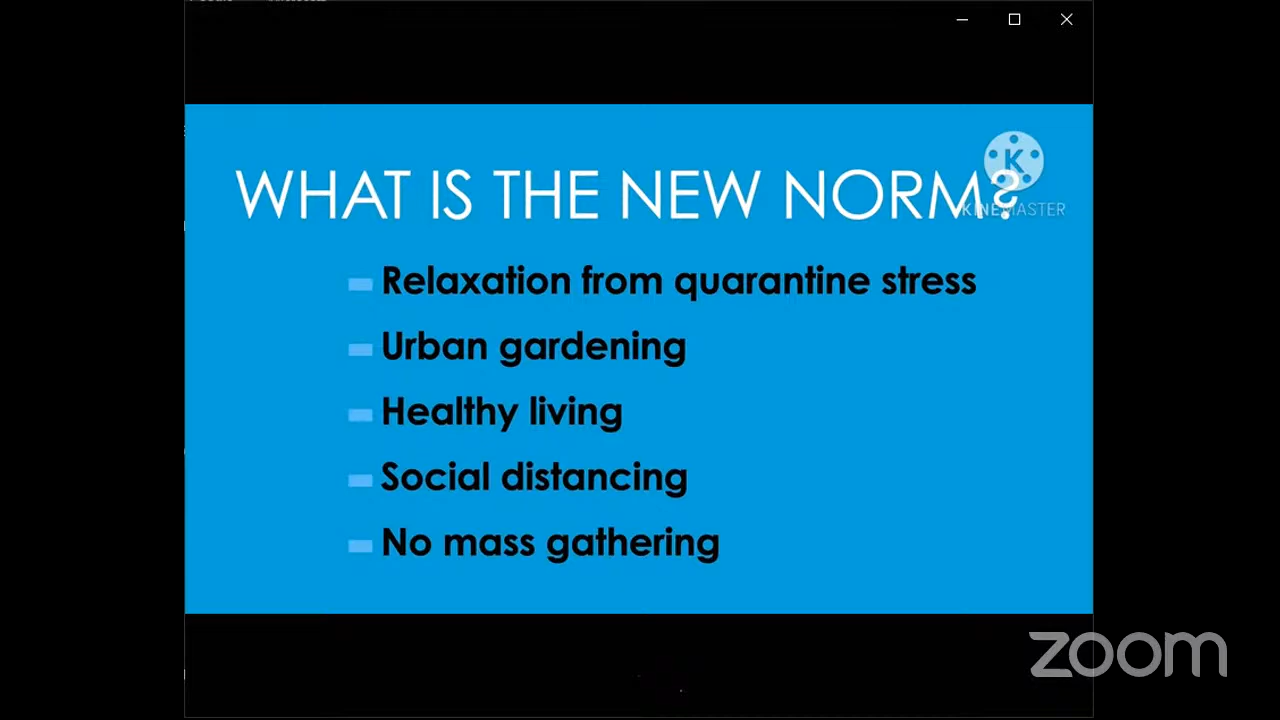 WHAT IS THE NEW NORM?
K
KINEMASTER
Relaxation from quarantine stress
Urban gardening
Healthy living
Social distancing
No mass gathering
zoom